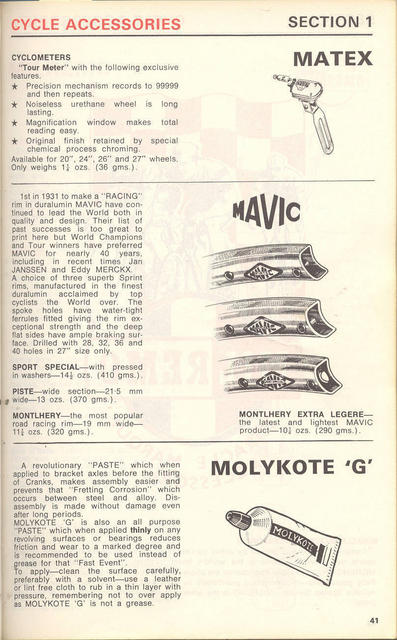 CYCLE ACCESSORIES
SECTION 1
CYCLOMETERS
"Tour Meter" with the following exclusive
features.
★ Precision mechanism records to 99999
and then repeats.
★ Noiseless urethane wheel is long
lasting.
★ Magnification window makes total
reading easy.
★ Original finish retained by special
chemical process chroming.
Available for 20", 24", 26" and 27" wheels.
Only weighs 1¼ ozs. (36 gms.).
MATEX
1st in 1931 to make a "RACING"
rim in duralumin MAVIC have con-
tinued to lead the World both in
quality and design. Their list of
past successes is too great to
print here but World Champions
and Tour winners have preferred
MAVIC for nearly 40 years,
including in recent times Jan
JANSSEN and Eddy MERCKX.
A choice of three superb Sprint
rims, manufactured in the finest
duralumin acclaimed by top
cyclists the World over. The
spoke holes have water-tight
ferrules fitted giving the rim ex-
ceptional strength and the deep
flat sides have ample braking sur-
face. Drilled with 28, 32, 36 and
40 holes in 27" size only.
SPORT SPECIAL—with pressed
in washers—14½ ozs. (410 gms.).
PISTE—wide section—21·5 mm
wide—13 ozs. (370 gms.).
MONTLHERY—the most popular
road racing rim—19 mm wide—
11¼ ozs. (320 gms.).
MAVIC
MAVIC
MAVIC
MAVIC
MONTLHERY EXTRA LEGERE—
the latest and lightest MAVIC
product—10¼ ozs. (290 gms.).
A revolutionary "PASTE" which when
applied to bracket axles before the fitting
of Cranks, makes assembly easier and
prevents that "Fretting Corrosion" which
occurs between steel and alloy. Dis-
assembly is made without damage even
after long periods.
MOLYKOTE 'G' is also an all purpose
"PASTE" which when applied thinly on any
revolving surfaces or bearings reduces
friction and wear to a marked degree and
is recommended to be used instead of
grease for that "Fast Event".
To apply—clean the surface carefully,
preferably with a solvent—use a leather
or lint free cloth to rub in a thin layer with
pressure, remembering not to over apply
as MOLYKOTE 'G' is not a grease.
MOLYKOTE 'G'
MOLYKOTE
41